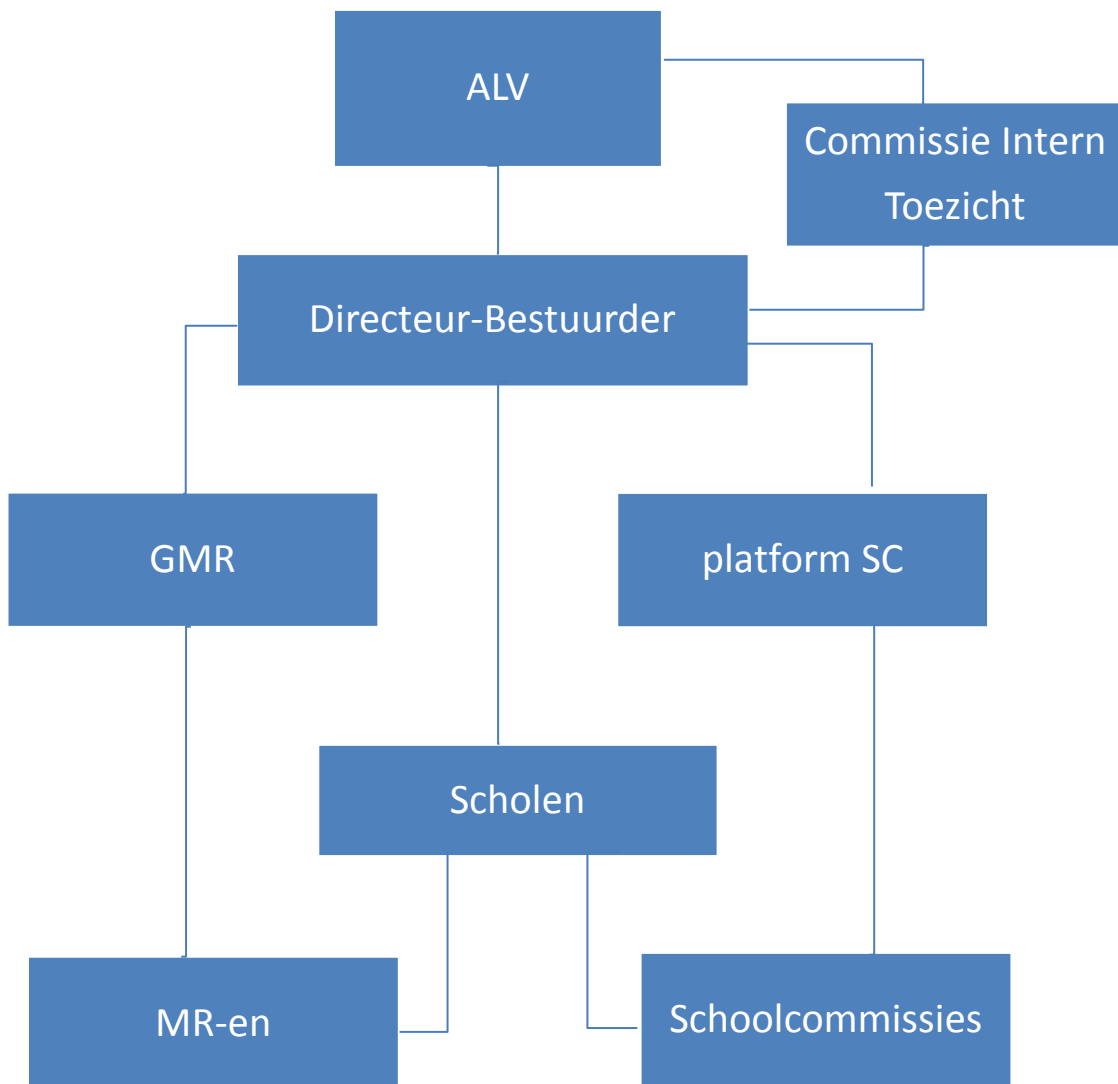 ALV
Commissie Intern
Toezicht
Directeur-Bestuurder
GMR
platform SC
Scholen
MR-en
Schoolcommissies